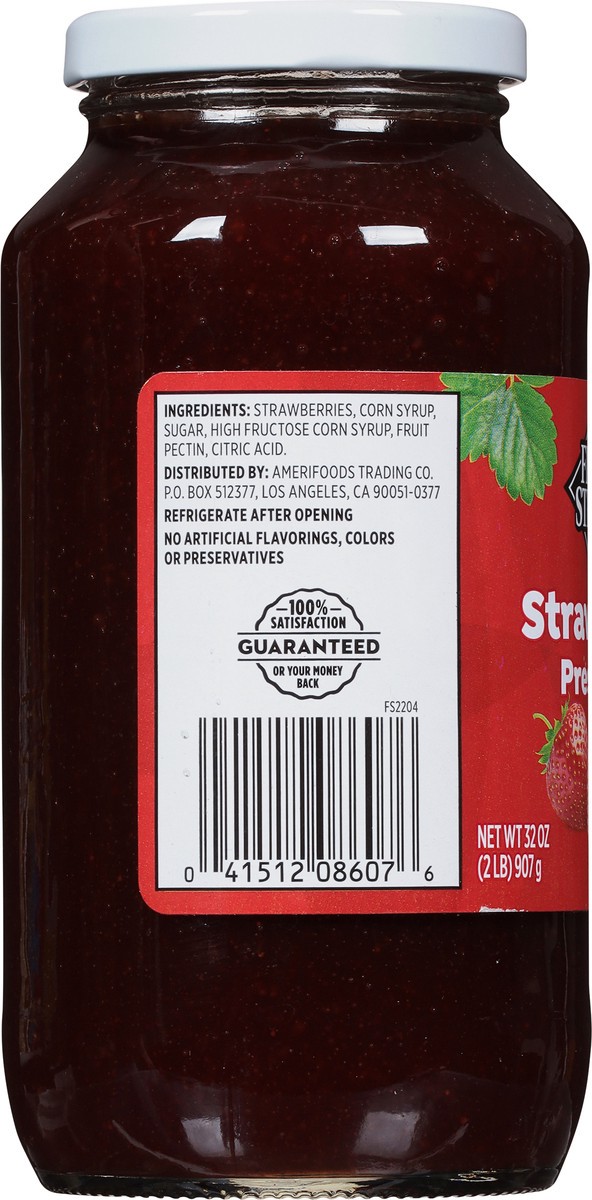 INGREDIENTS: STRAWBERRIES, CORN SYRUP,
SUGAR, HIGH FRUCTOSE CORN SYRUP, FRUIT
PECTIN, CITRIC ACID.
DISTRIBUTED BY: AMERIFOODS TRADING CO.
P.O. BOX 512377, LOS ANGELES, CA 90051-0377
REFRIGERATE AFTER OPENING
NO ARTIFICIAL FLAVORINGS, COLORS
OR PRESERVATIVES
100%
SATISFACTION
GUARANTEED
OR YOUR MONEY
BACK
FS2204
0 41512 08607 6
Stra
Pre
NET WT 32 OZ
(2 LB) 907g